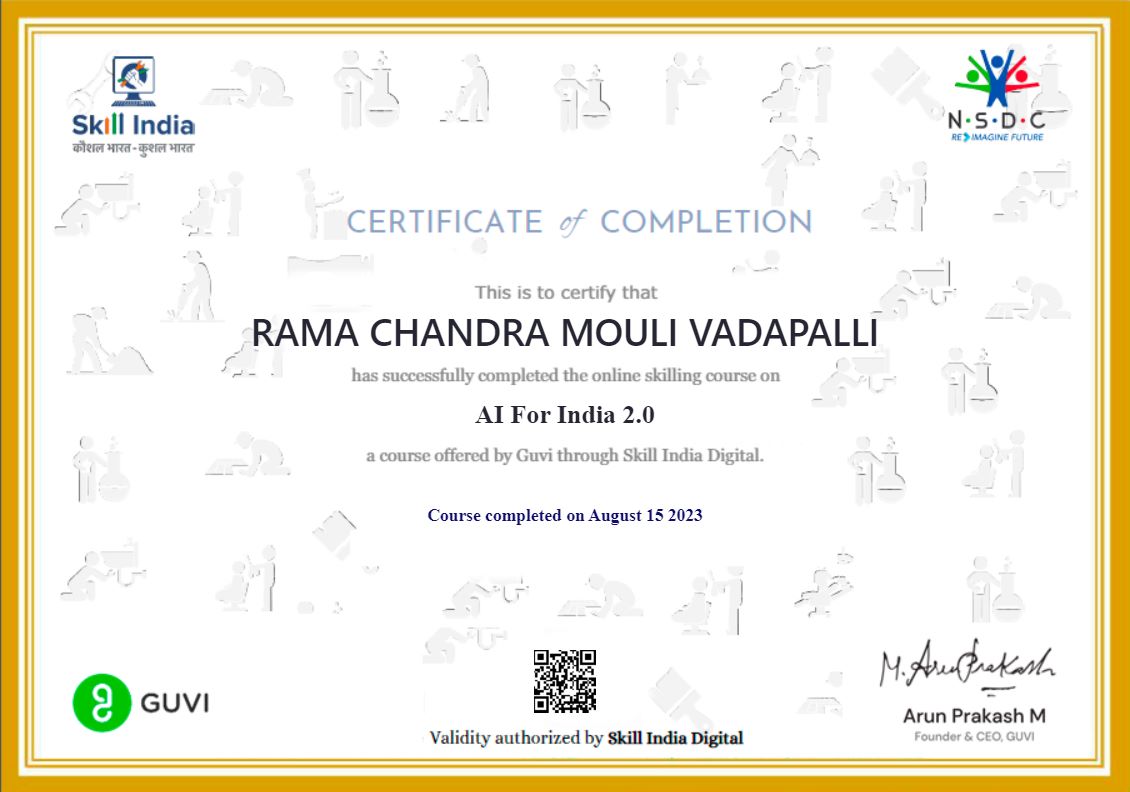 Skill India
कौशल भारत - कुशल भारत
N·S·D·C
RE IMAGINE FUTURE
CERTIFICATE of COMPLETION
This is to certify that
RAMA CHANDRA MOULI VADAPALLI
has successfully completed the online skilling course on
AI For India 2.0
a course offered by Guvi through Skill India Digital.
Course completed on August 15 2023
GUVI
Validity authorized by Skill India Digital
M. Arun Prakash
Arun Prakash M
Founder & CEO, GUVI